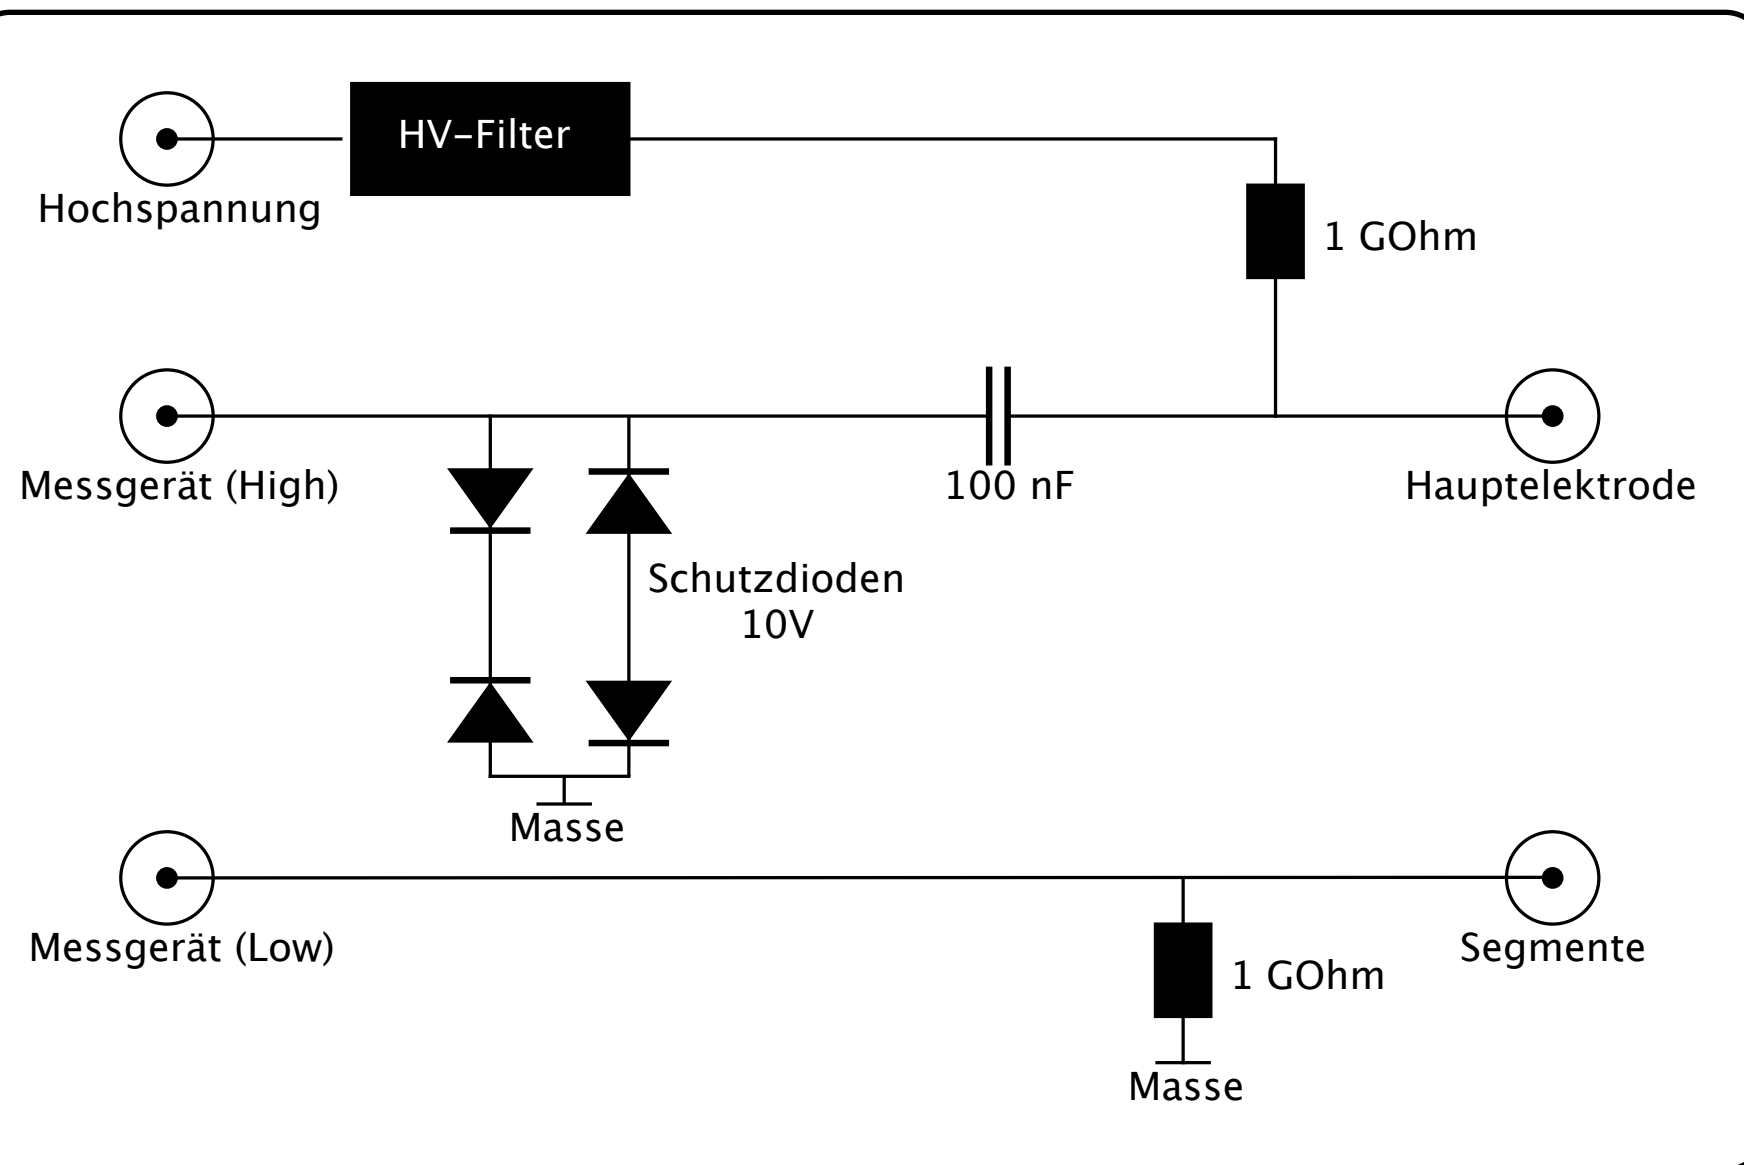 HV–Filter
Hochspannung
1 GOhm
Messgerät (High)
100 nF
Hauptelektrode
Schutzdioden
10V
Masse
Messgerät (Low)
1 GOhm
Segmente
Masse